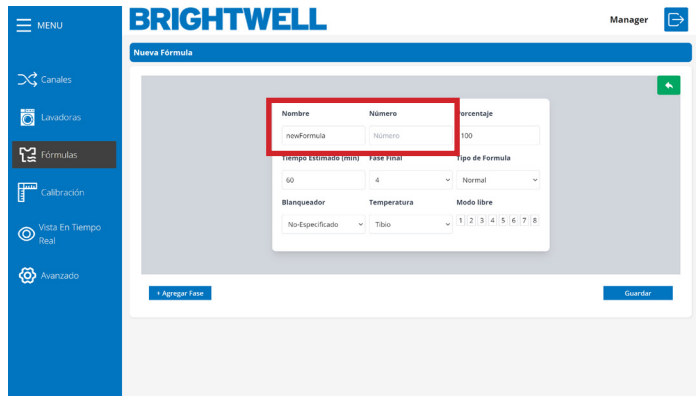 MENU
BRIGHTWELL
Manager
Nueva Fórmula
Canales
Lavadoras
Fórmulas
Calibración
Vista En Tiempo
Real
Avanzado
Nombre Número Porcentaje
newFormula Número 100
Tiempo Estimado (min) Fase Final Tipo de Formula
60 4 Normal
Blanqueador Temperatura Modo libre
No-Especificado Tibio 1 2 3 4 5 6 7 8
+ Agregar Fase Guardar